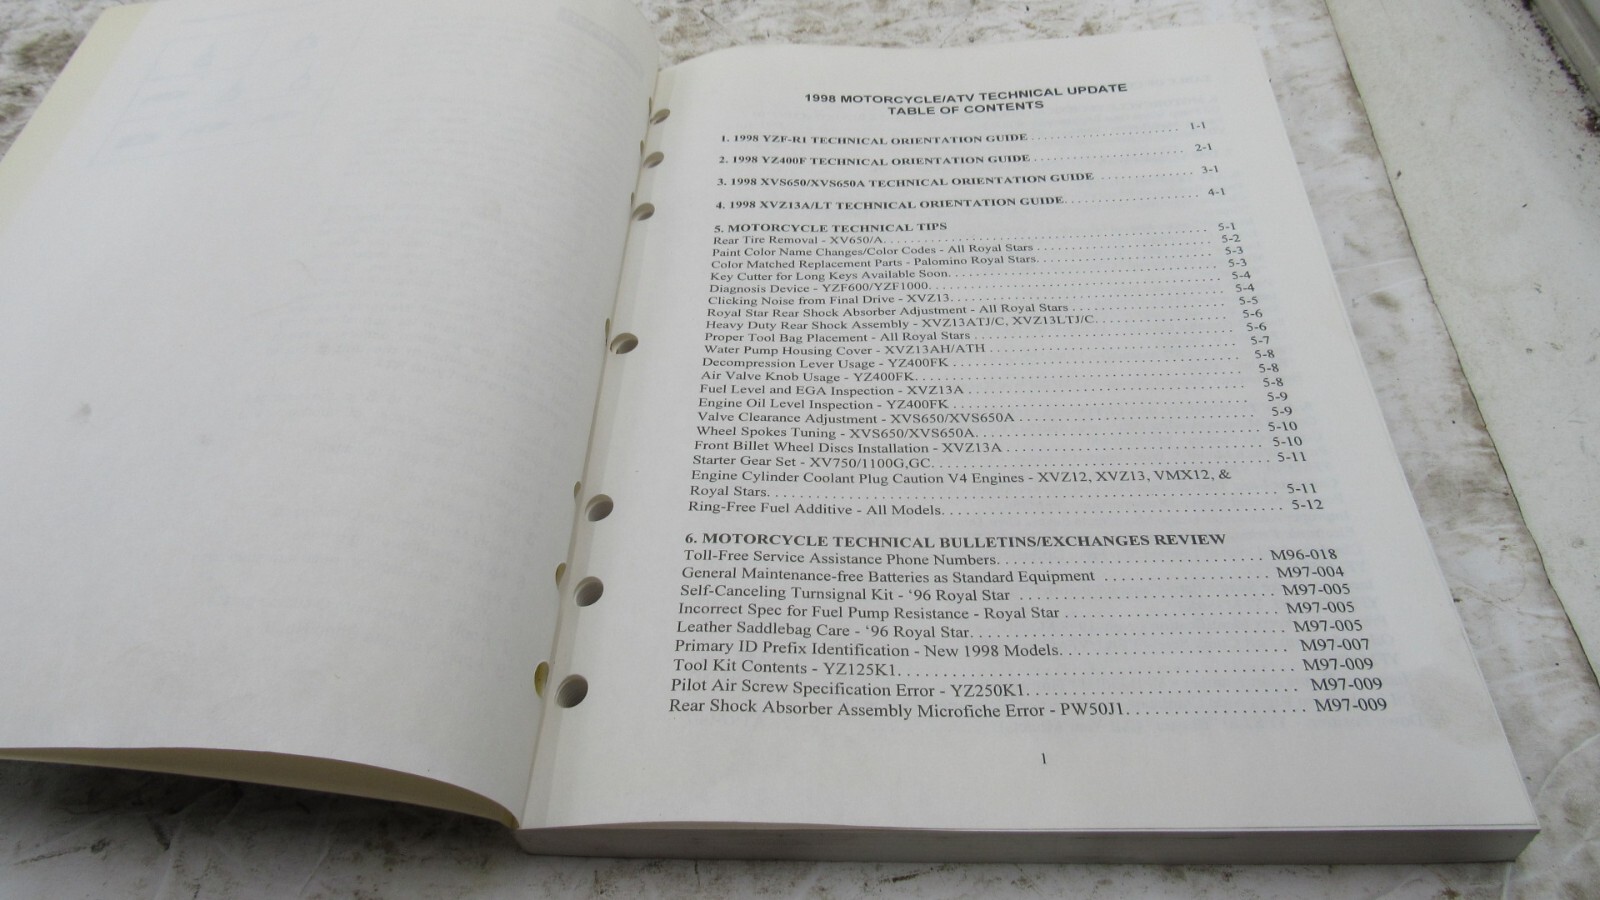 1998 MOTORCYCLE/ATV TECHNICAL UPDATE
TABLE OF CONTENTS
1. 1998 YZF-R1 TECHNICAL ORIENTATION GUIDE . . . . . . . . . . . . . . . . . . . . . . 1-1
2. 1998 YZ400F TECHNICAL ORIENTATION GUIDE . . . . . . . . . . . . . . . . . . . . . . 2-1
3. 1998 XVS650/XVS650A TECHNICAL ORIENTATION GUIDE . . . . . . . . . . . . . . 3-1
4. 1998 XVZ13A/LT TECHNICAL ORIENTATION GUIDE. . . . . . . . . . . . . . . . . . . 4-1
5. MOTORCYCLE TECHNICAL TIPS
Rear Tire Removal - XV650/A. . . . . . . . . . . . . . . . . . . . 5-1
Paint Color Name Changes/Color Codes - All Royal Stars . . . . . . . . . . . . . . . . . . . . 5-2
Color Matched Replacement Parts - Palomino Royal Stars. . . . . . . . . . . . . . . . . . . . 5-3
Key Cutter for Long Keys Available Soon. . . . . . . . . . . . . . . . . . . . 5-3
Diagnosis Device - YZF600/YZF1000. . . . . . . . . . . . . . . . . . . . 5-4
Clicking Noise from Final Drive - XVZ13. . . . . . . . . . . . . . . . . . . . 5-4
Royal Star Rear Shock Absorber Adjustment - All Royal Stars . . . . . . . . . . . . . . . . . . . . 5-5
Heavy Duty Rear Shock Assembly - XVZ13ATJ/C, XVZ13LTJ/C. . . . . . . . . . . . . . . . . . . . 5-6
Proper Tool Bag Placement - All Royal Stars . . . . . . . . . . . . . . . . . . . . 5-6
Water Pump Housing Cover - XVZ13AH/ATH . . . . . . . . . . . . . . . . . . . . 5-7
Decompression Lever Usage - YZ400FK . . . . . . . . . . . . . . . . . . . . 5-8
Air Valve Knob Usage - YZ400FK. . . . . . . . . . . . . . . . . . . . 5-8
Fuel Level and EGA Inspection - XVZ13A . . . . . . . . . . . . . . . . . . . . 5-8
Engine Oil Level Inspection - YZ400FK . . . . . . . . . . . . . . . . . . . . 5-9
Valve Clearance Adjustment - XVS650/XVS650A . . . . . . . . . . . . . . . . . . . . 5-9
Wheel Spokes Tuning - XVS650/XVS650A. . . . . . . . . . . . . . . . . . . . 5-10
Front Billet Wheel Discs Installation - XVZ13A . . . . . . . . . . . . . . . . . . . . 5-10
Starter Gear Set - XV750/1100G,GC. . . . . . . . . . . . . . . . . . . . 5-11
Engine Cylinder Coolant Plug Caution V4 Engines - XVZ12, XVZ13, VMX12, &
Royal Stars. . . . . . . . . . . . . . . . . . . . 5-11
Ring-Free Fuel Additive - All Models. . . . . . . . . . . . . . . . . . . . 5-12
6. MOTORCYCLE TECHNICAL BULLETINS/EXCHANGES REVIEW
Toll-Free Service Assistance Phone Numbers. . . . . . . . . . . . . . . . . . . . M96-018
General Maintenance-free Batteries as Standard Equipment . . . . . . . . . . . . . . . . . . M97-004
Self-Canceling Turnsignal Kit - ‘96 Royal Star . . . . . . . . . . . . . . . . . . . . M97-005
Incorrect Spec for Fuel Pump Resistance - Royal Star . . . . . . . . . . . . . . . . . . . . M97-005
Leather Saddlebag Care - ‘96 Royal Star. . . . . . . . . . . . . . . . . . . . M97-005
Primary ID Prefix Identification - New 1998 Models. . . . . . . . . . . . . . . . . . . . M97-007
Tool Kit Contents - YZ125K1. . . . . . . . . . . . . . . . . . . . M97-009
Pilot Air Screw Specification Error - YZ250K1. . . . . . . . . . . . . . . . . . . . M97-009
Rear Shock Absorber Assembly Microfiche Error - PW50J1. . . . . . . . . . . . . . . . . . . M97-009
1